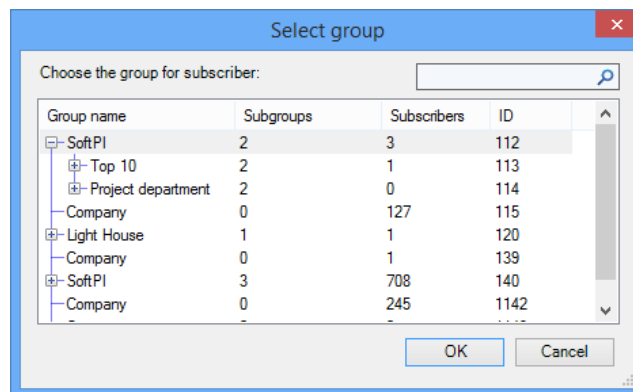 Select group
Choose the group for subscriber:
Group name Subgroups Subscribers ID
SoftPI 2 3 112
Top 10 2 1 113
Project department 2 0 114
Company 0 127 115
Light House 1 1 120
Company 0 1 139
SoftPI 3 708 140
Company 0 245 1142
OK Cancel